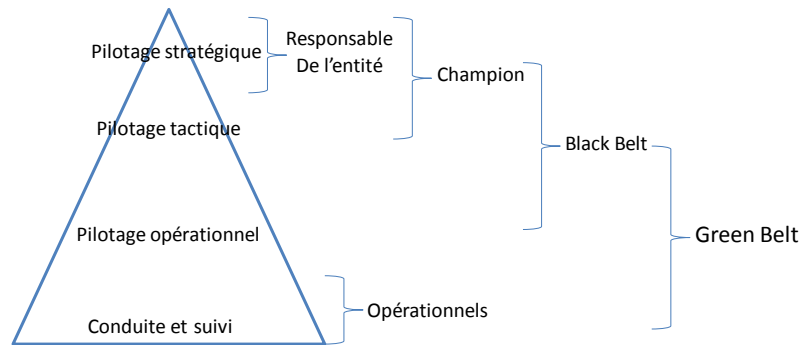 Pilotage stratégique
Responsable
De l'entité
Champion
Pilotage tactique
Black Belt
Pilotage opérationnel
Green Belt
Opérationnels
Conduite et suivi